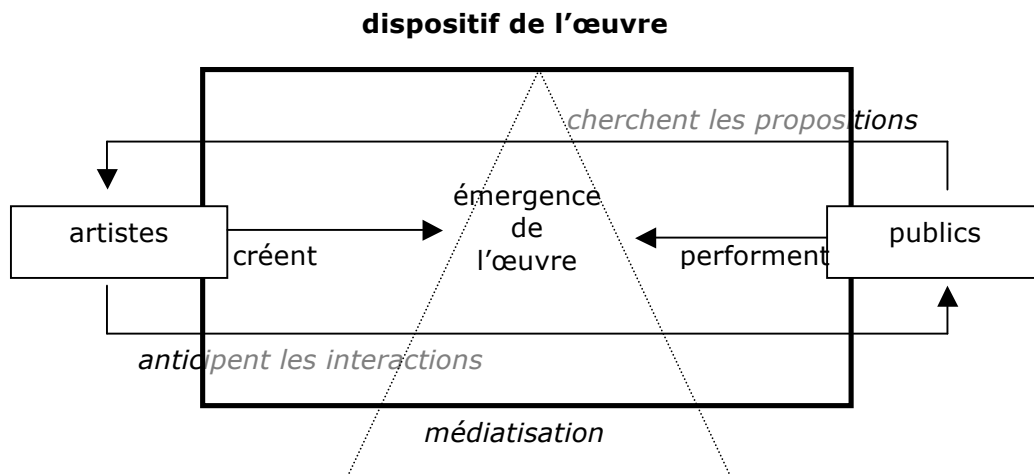 dispositif de l'œuvre
cherchent les propositions
artistes
créent
émergence
de
l'œuvre
performent
publics
anticipent les interactions
médiatisation